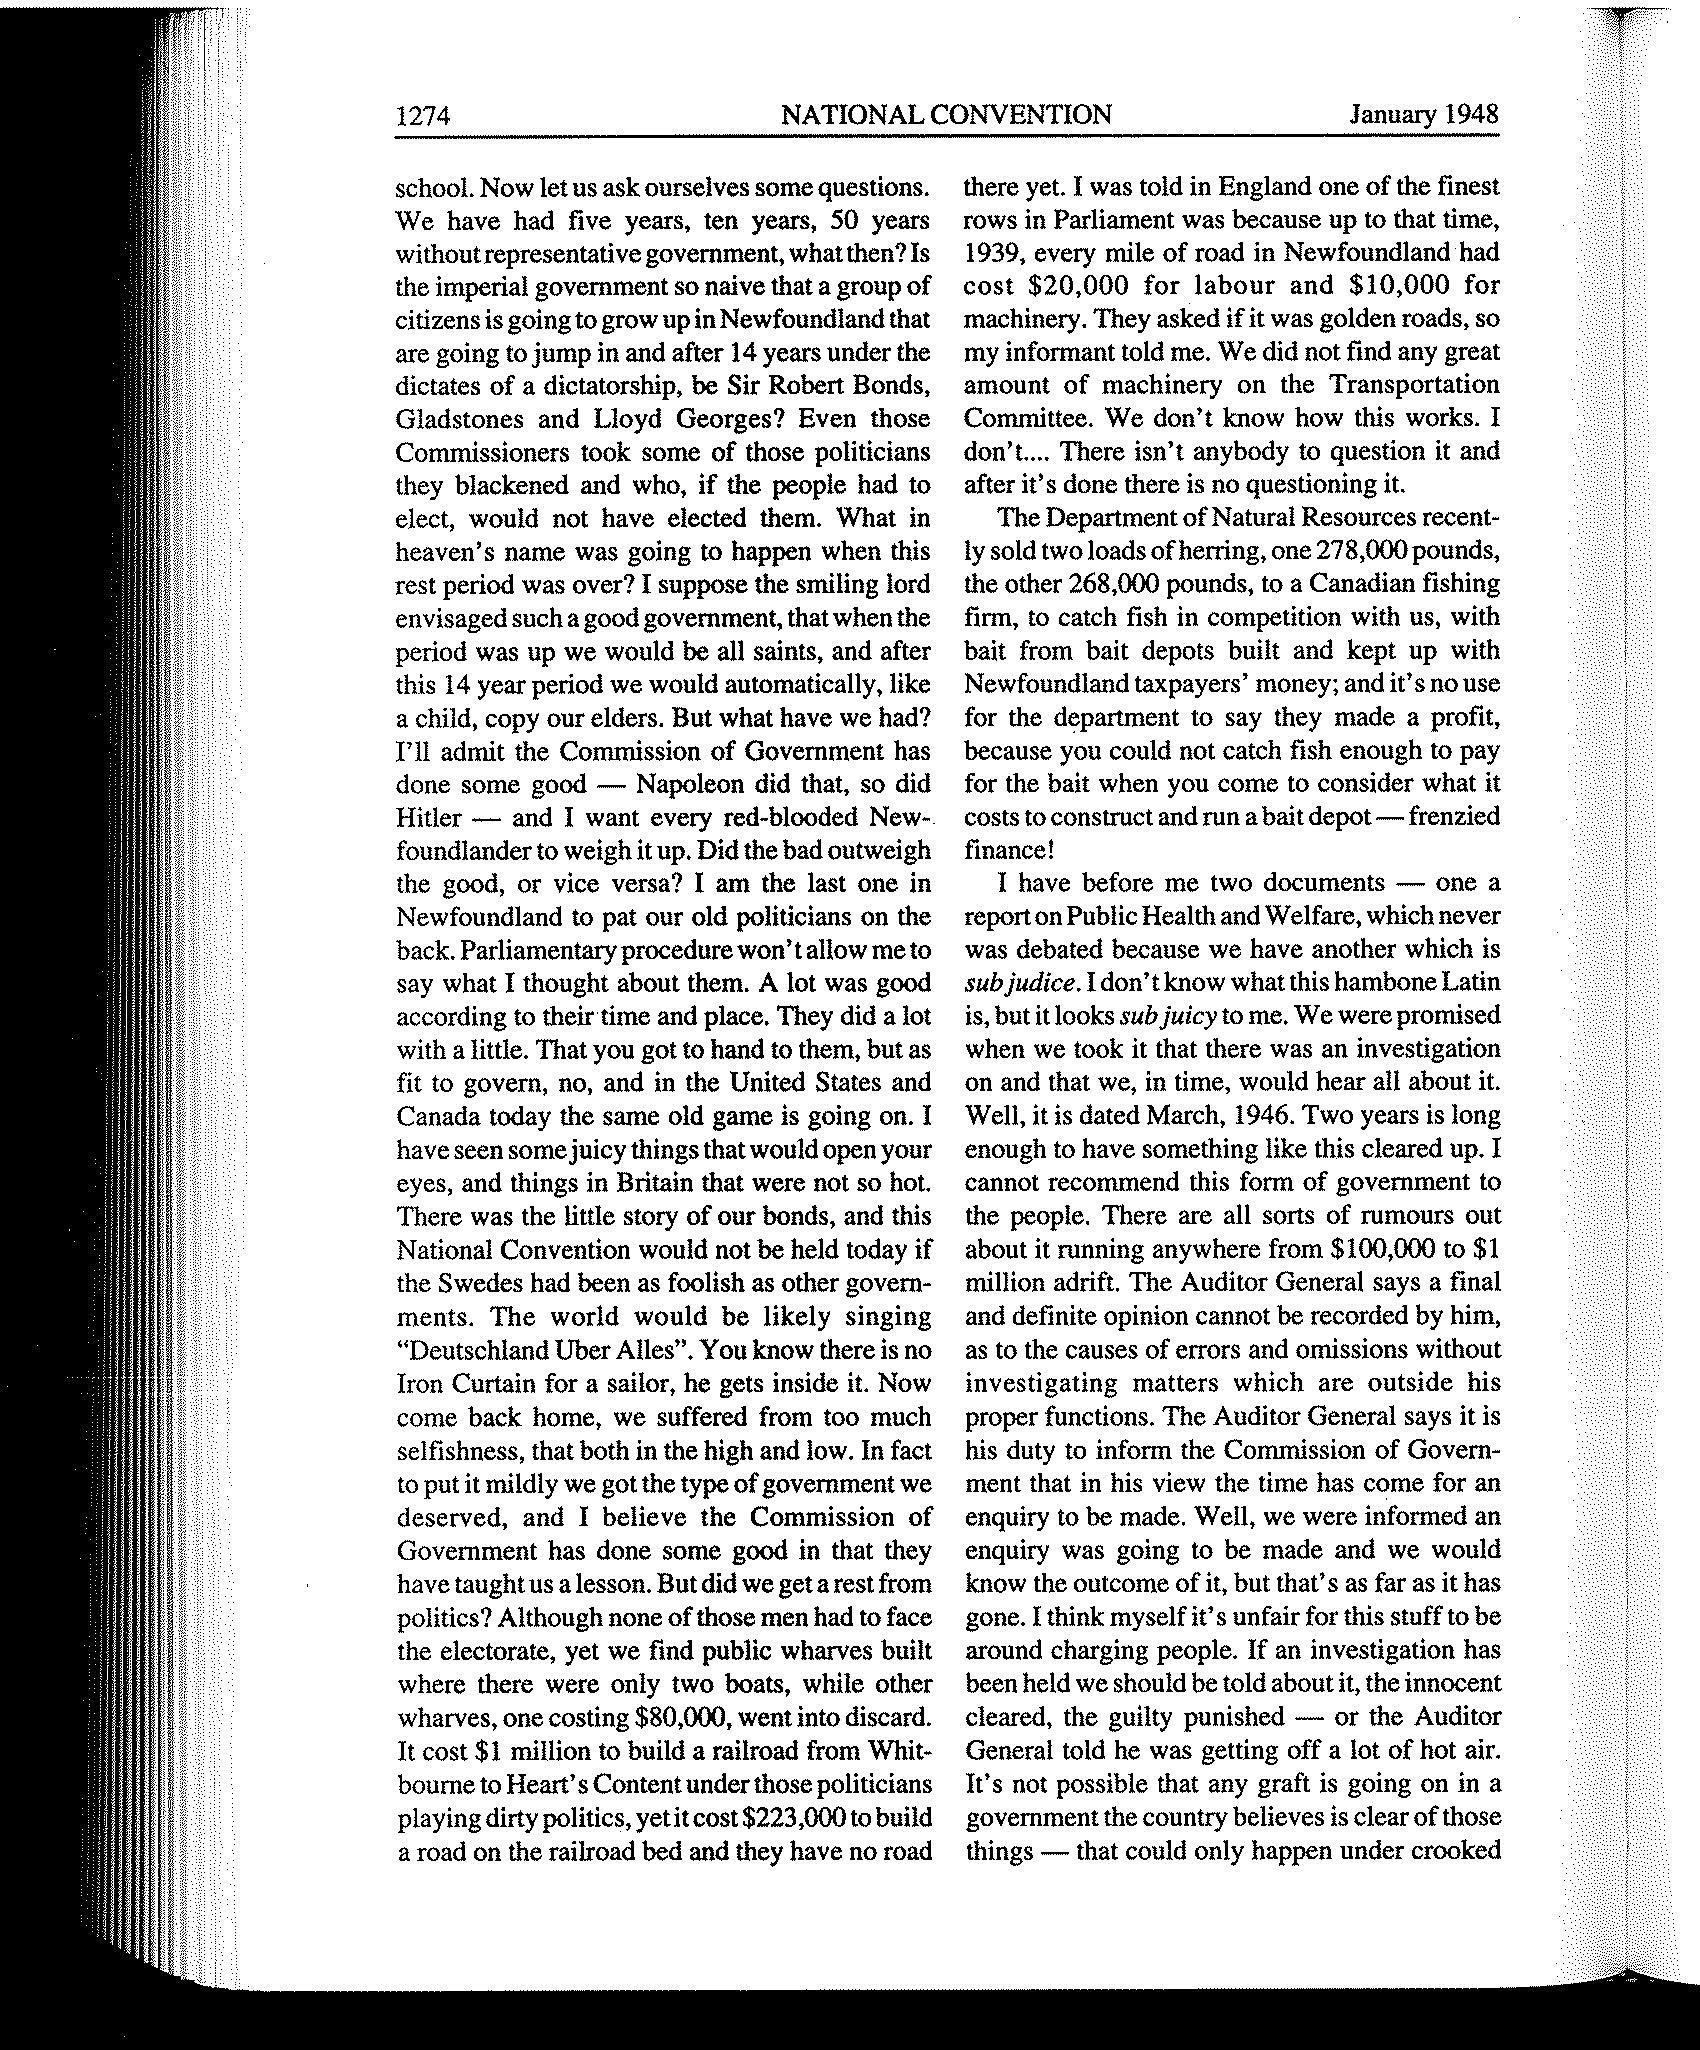 1274 NATIONAL CONVENTION January 1948
school. Now let us ask ourselves some questions.
We have had five years, ten years, 50 years
without representative government, what then? Is
the imperial government so naive that a group of
citizens is going to grow up in Newfoundland that
are going to jump in and after 14 years under the
dictates of a dictatorship, be Sir Robert Bonds,
Gladstones and Lloyd Georges? Even those
Commissioners took some of those politicians
they blackened and who, if the people had to
elect, would not have elected them. What in
heaven's name was going to happen when this
rest period was over? I suppose the smiling lord
envisaged such a good government, that when the
period was up we would be all saints, and after
this 14 year period we would automatically, like
a child, copy our elders. But what have we had?
I'll admit the Commission of Government has
done some good — Napoleon did that, so did
Hitler — and I want every red-blooded New-
foundlander to weigh it up. Did the bad outweigh
the good, or vice versa? I am the last one in
Newfoundland to pat our old politicians on the
back. Parliamentary procedure won't allow me to
say what I thought about them. A lot was good
according to their time and place. They did a lot
with a little. That you got to hand to them, but as
fit to govern, no, and in the United States and
Canada today the same old game is going on. I
have seen some juicy things that would open your
eyes, and things in Britain that were not so hot.
There was the little story of our bonds, and this
National Convention would not be held today if
the Swedes had been as foolish as other govern-
ments. The world would be likely singing
“Deutschland Uber Alles”. You know there is no
Iron Curtain for a sailor, he gets inside it. Now
come back home, we suffered from too much
selfishness, that both in the high and low. In fact
to put it mildly we got the type of government we
deserved, and I believe the Commission of
Government has done some good in that they
have taught us a lesson. But did we get a rest from
politics? Although none of those men had to face
the electorate, yet we find public wharves built
where there were only two boats, while other
wharves, one costing $80,000, went into discard.
It cost $1 million to build a railroad from Whit-
bourne to Heart's Content under those politicians
playing dirty politics, yet it cost $223,000 to build
a road on the railroad bed and they have no road
there yet. I was told in England one of the finest
rows in Parliament was because up to that time,
1939, every mile of road in Newfoundland had
cost $20,000 for labour and $10,000 for
machinery. They asked if it was golden roads, so
my informant told me. We did not find any great
amount of machinery on the Transportation
Committee. We don't know how this works. I
don't.... There isn't anybody to question it and
after it's done there is no questioning it.
The Department of Natural Resources recent-
ly sold two loads of herring, one 278,000 pounds,
the other 268,000 pounds, to a Canadian fishing
firm, to catch fish in competition with us, with
bait from bait depots built and kept up with
Newfoundland taxpayers' money; and it's no use
for the department to say they made a profit,
because you could not catch fish enough to pay
for the bait when you come to consider what it
costs to construct and run a bait depot — frenzied
finance!
I have before me two documents — one a
report on Public Health and Welfare, which never
was debated because we have another which is
sub judice. I don't know what this hambone Latin
is, but it looks sub juicy to me. We were promised
when we took it that there was an investigation
on and that we, in time, would hear all about it.
Well, it is dated March, 1946. Two years is long
enough to have something like this cleared up. I
cannot recommend this form of government to
the people. There are all sorts of rumours out
about it running anywhere from $100,000 to $1
million adrift. The Auditor General says a final
and definite opinion cannot be recorded by him,
as to the causes of errors and omissions without
investigating matters which are outside his
proper functions. The Auditor General says it is
his duty to inform the Commission of Govern-
ment that in his view the time has come for an
enquiry to be made. Well, we were informed an
enquiry was going to be made and we would
know the outcome of it, but that's as far as it has
gone. I think myself it's unfair for this stuff to be
around charging people. If an investigation has
been held we should be told about it, the innocent
cleared, the guilty punished — or the Auditor
General told he was getting off a lot of hot air.
It's not possible that any graft is going on in a
government the country believes is clear of those
things — that could only happen under crooked